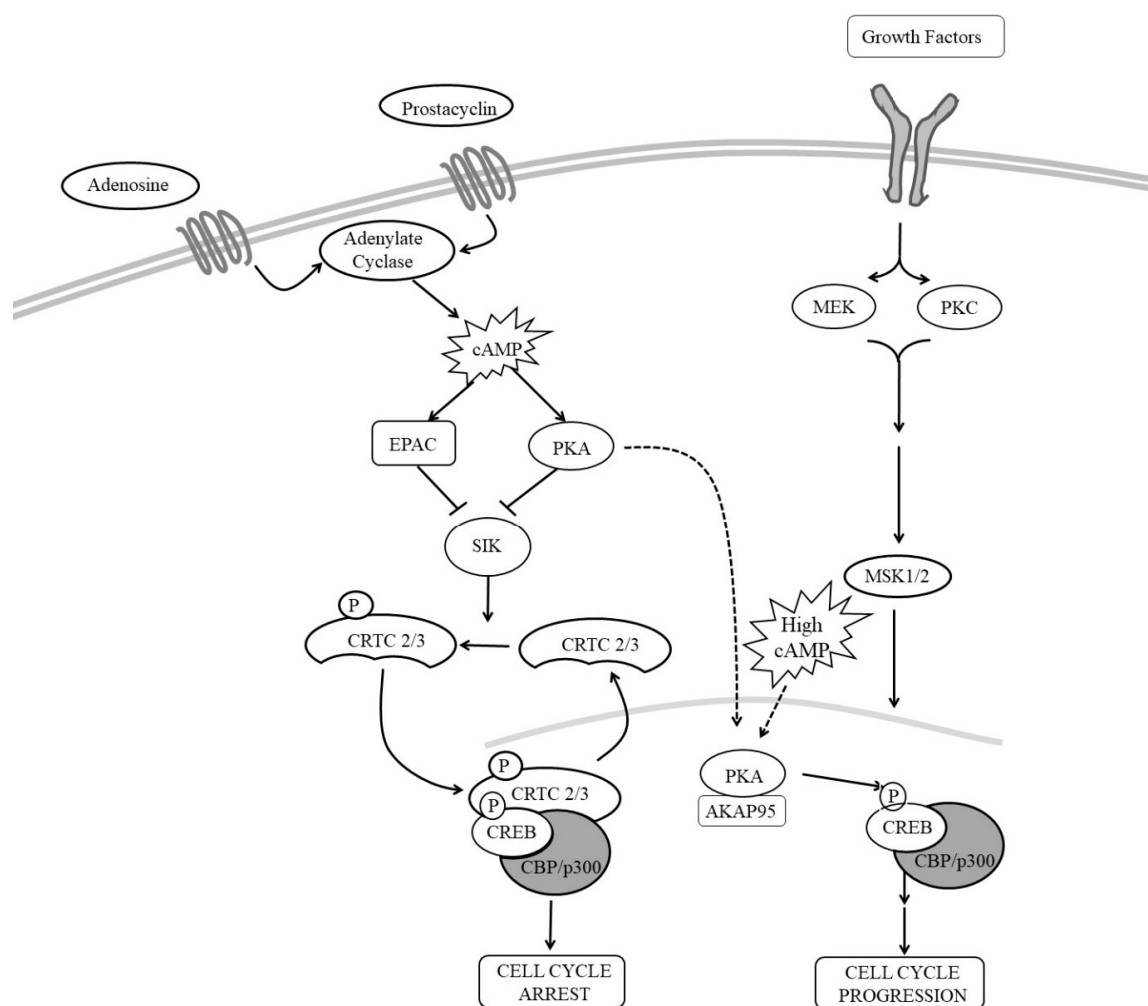 Growth Factors
Prostacyclin
Adenosine
Adenylate
Cyclase
MEK
PKC
cAMP
EPAC
PKA
SIK
MSK1/2
P
CRTC 2/3
CRTC 2/3
High
cAMP
P
CRTC 2/3
P
CREB
CBP/p300
PKA
AKAP95
P
CREB
CBP/p300
CELL CYCLE
ARREST
CELL CYCLE
PROGRESSION